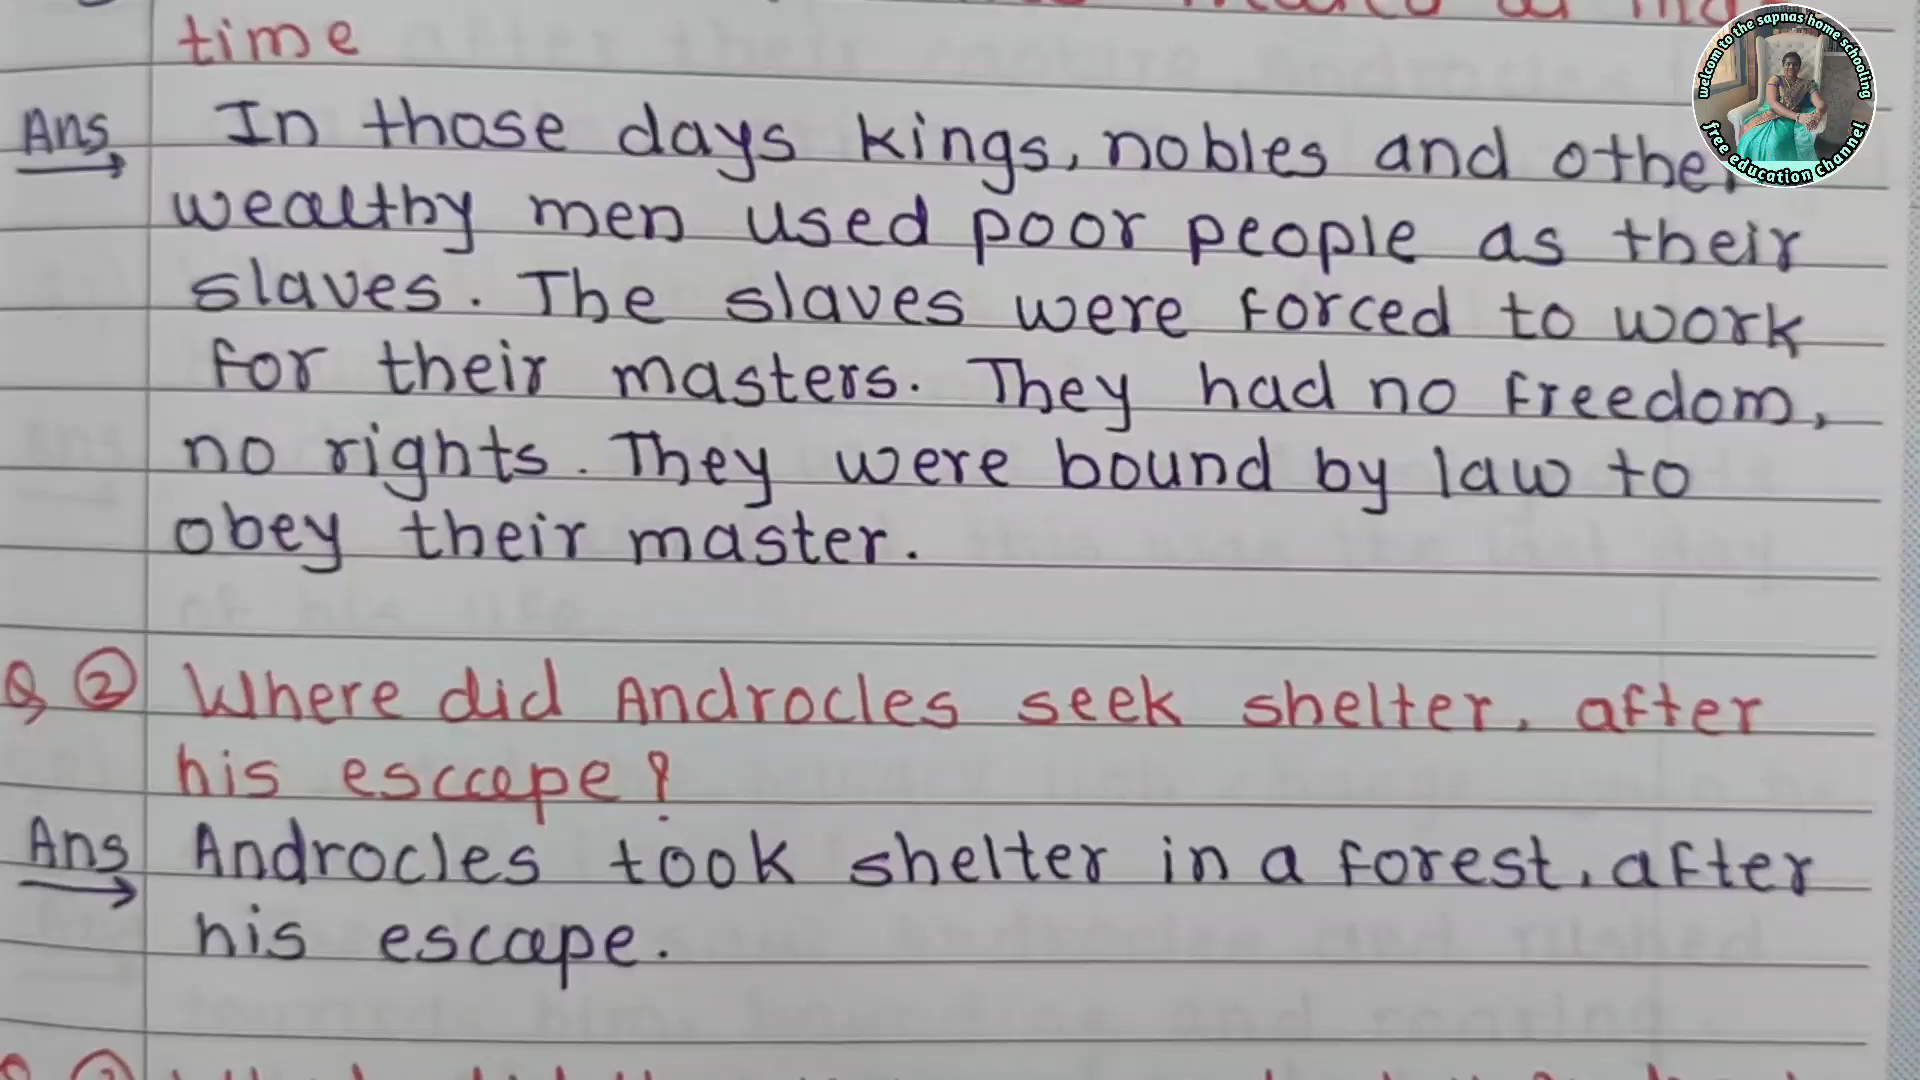 time
Ans In those days kings, nobles and other
wealthy men used poor people as their
slaves. The slaves were forced to work
for their masters. They had no freedom,
no rights. They were bound by law to
obey their master.
Q 2 Where did Androcles seek shelter, after
his esccape?
Ans Androcles took shelter in a forest, after
his escape.
welcom to the sapnas home schooling
free education channel